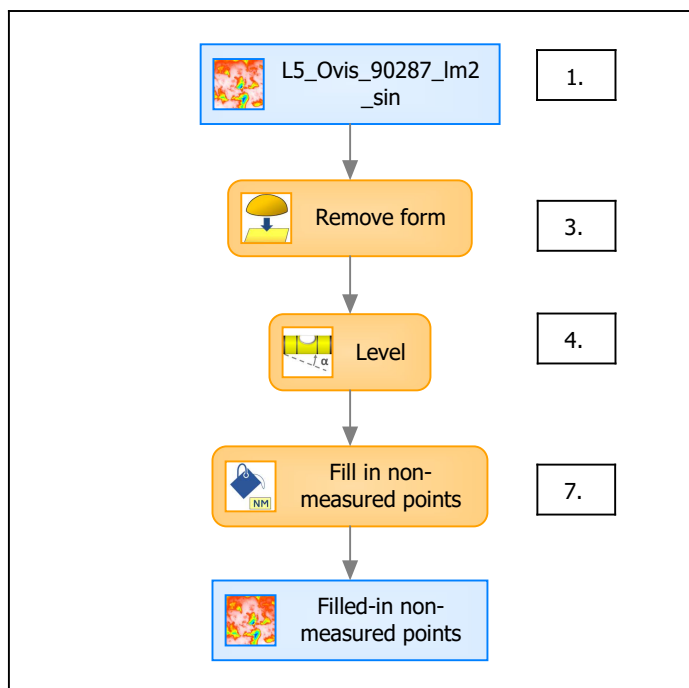 L5_Ovis_90287_lm2
_sin
1.
Remove form
3.
α
Level
4.
Fill in non-
measured points
NM
7.
Filled-in non-
measured points